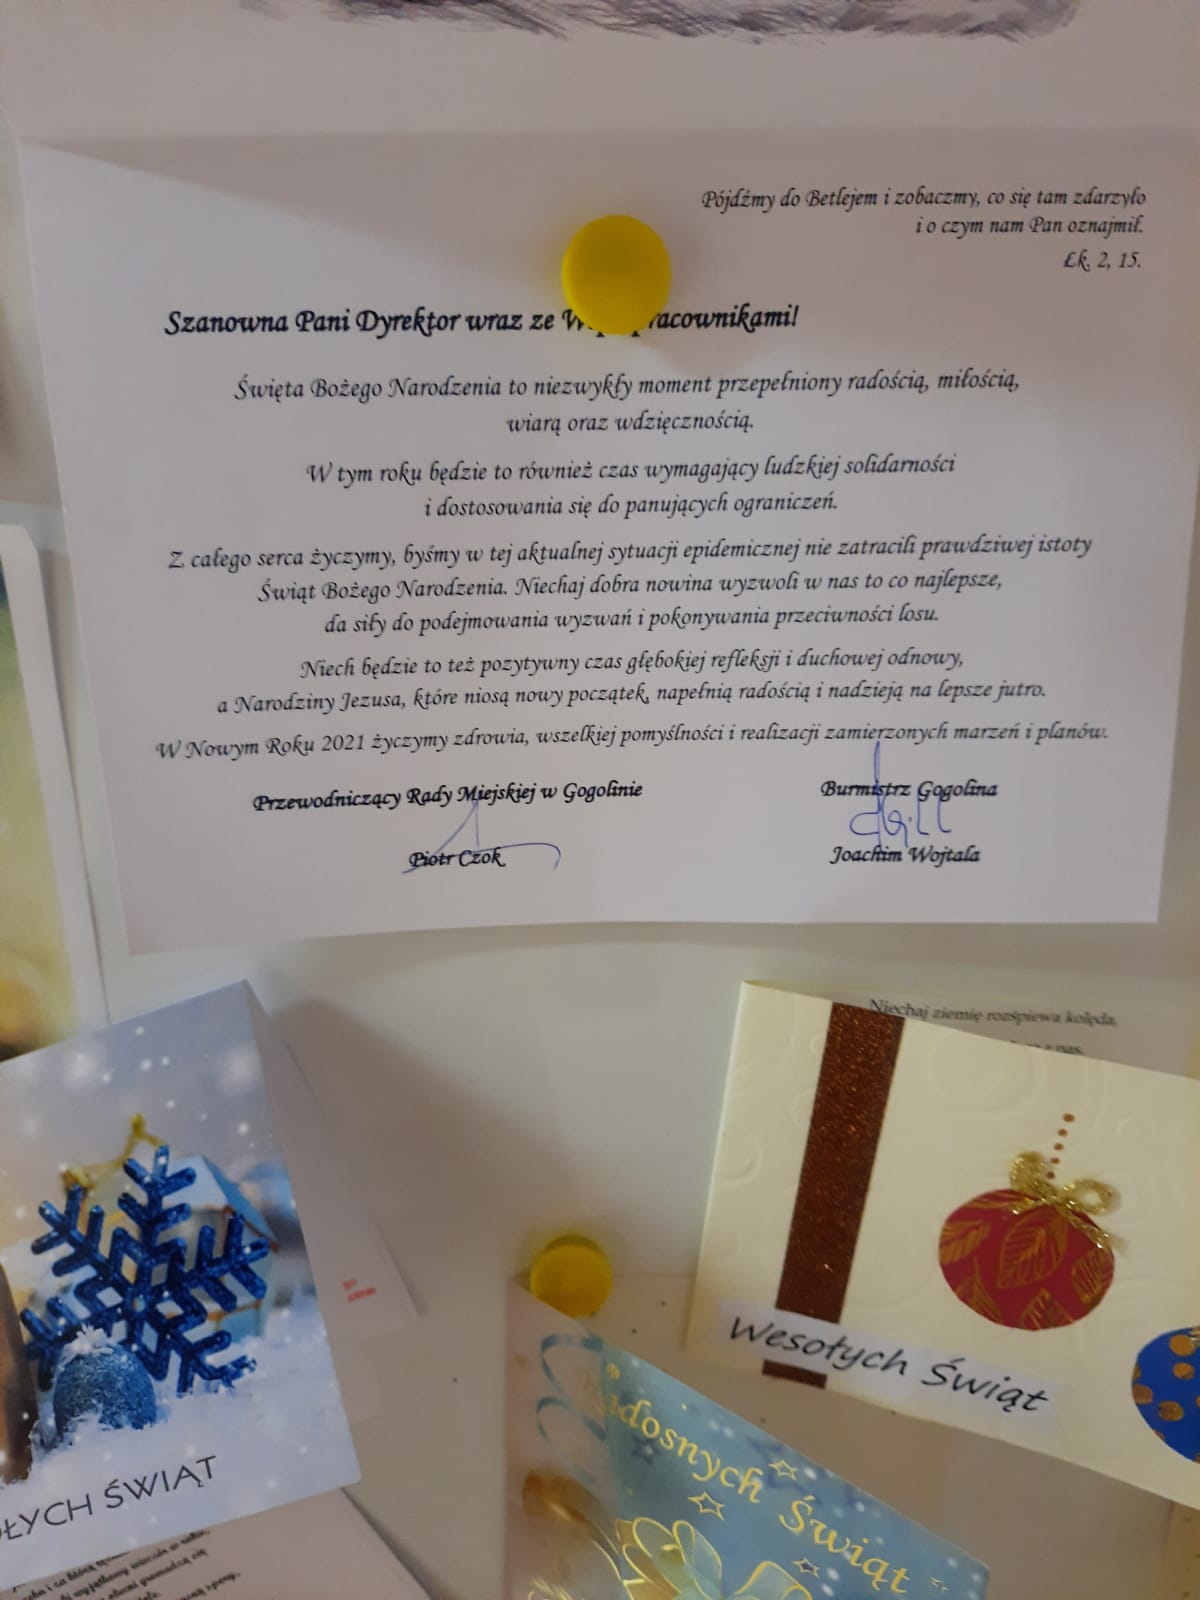 Pójdźmy do Betlejem i zobaczmy, co się tam zdarzyło
i o czym nam Pan oznajmił.
Łk. 2, 15.
Szanowna Pani Dyrektor wraz ze
Święta Bożego Narodzenia to niezwykły moment przepełniony radością, miłością,
wiarą oraz wdzięcznością.
W tym roku będzie to również czas wymagający ludzkiej solidarności
i dostosowania się do panujących ograniczeń.
Z całego serca życzymy, byśmy w tej aktualnej sytuacji epidemicznej nie zatracili prawdziwej istoty
Świąt Bożego Narodzenia. Niechaj dobra nowina wyzwoli w nas to co najlepsze,
da siły do podejmowania wyzwań i pokonywania przeciwności losu.
Niech będzie to też pozytywny czas głębokiej refleksji i duchowej odnowy,
a Narodziny Jezusa, które niosą nowy początek, napełnią radością i nadzieją na lepsze jutro.
W Nowym Roku 2021 życzymy zdrowia, wszelkiej pomyślności i realizacji zamierzonych marzeń i planów.
Przewodniczący Rady Miejskiej w Gogolinie
Piotr Czok
Burmistrz Gogolina
Joachim Wojtala
Niechaj ziemię rozśpiewa kolęda,
nas.
Wesołych Świąt
ŁYCH ŚWIĄT
Radosnych Świąt